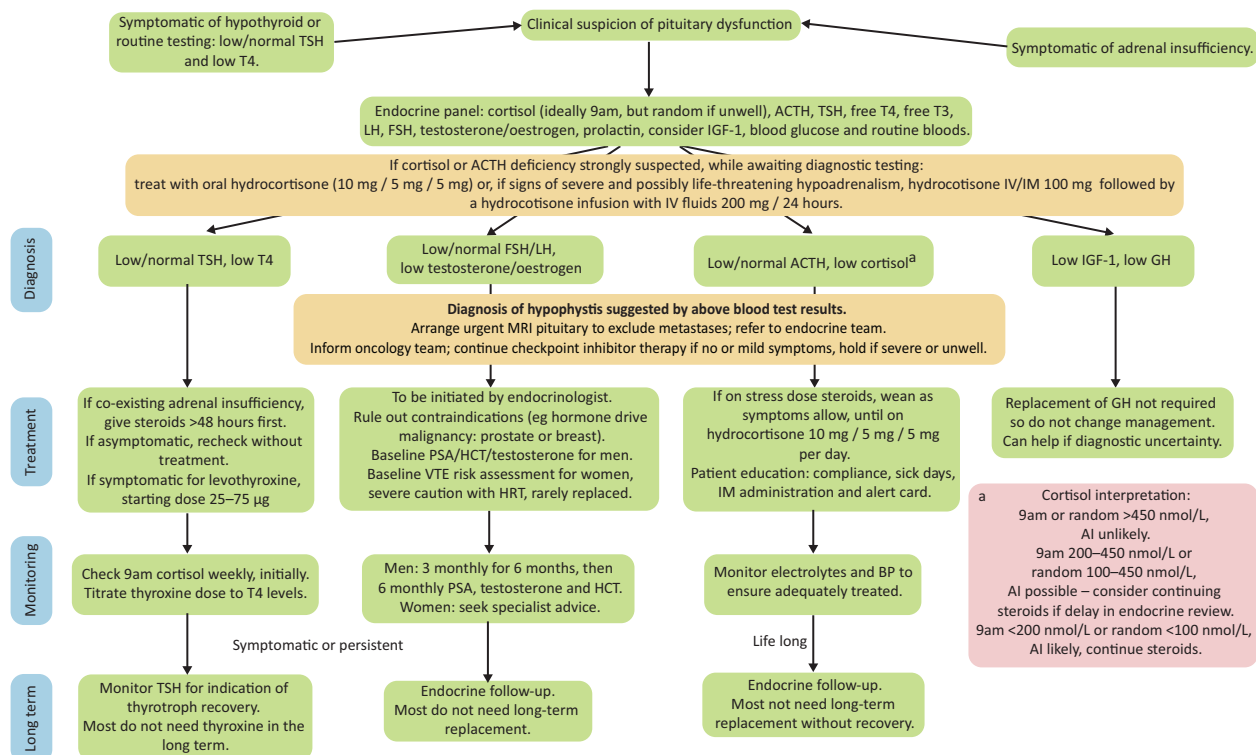 Symptomatic of hypothyroid or
routine testing: low/normal TSH
and low T4.
Clinical suspicion of pituitary dysfunction
Symptomatic of adrenal insufficiency.
Endocrine panel: cortisol (ideally 9am, but random if unwell), ACTH, TSH, free T4, free T3,
LH, FSH, testosterone/oestrogen, prolactin, consider IGF-1, blood glucose and routine bloods.
If cortisol or ACTH deficiency strongly suspected, while awaiting diagnostic testing:
treat with oral hydrocortisone (10 mg / 5 mg / 5 mg) or, if signs of severe and possibly life-threatening hypoadrenalism, hydrocotisone IV/IM 100 mg followed by
a hydrocotisone infusion with IV fluids 200 mg / 24 hours.
Diagnosis
Low/normal TSH, low T4
Low/normal FSH/LH,
low testosterone/oestrogen
Low/normal ACTH, low cortisolᵃ
Low IGF-1, low GH
Diagnosis of hypophystis suggested by above blood test results.
Arrange urgent MRI pituitary to exclude metastases; refer to endocrine team.
Inform oncology team; continue checkpoint inhibitor therapy if no or mild symptoms, hold if severe or unwell.
Treatment
If co-existing adrenal insufficiency,
give steroids >48 hours first.
If asymptomatic, recheck without
treatment.
If symptomatic for levothyroxine,
starting dose 25–75 µg
To be initiated by endocrinologist.
Rule out contraindications (eg hormone drive
malignancy: prostate or breast).
Baseline PSA/HCT/testosterone for men.
Baseline VTE risk assessment for women,
severe caution with HRT, rarely replaced.
If on stress dose steroids, wean as
symptoms allow, until on
hydrocortisone 10 mg / 5 mg / 5 mg
per day.
Patient education: compliance, sick days,
IM administration and alert card.
Replacement of GH not required
so do not change management.
Can help if diagnostic uncertainty.
Monitoring
Check 9am cortisol weekly, initially.
Titrate thyroxine dose to T4 levels.
Men: 3 monthly for 6 months, then
6 monthly PSA, testosterone and HCT.
Women: seek specialist advice.
Monitor electrolytes and BP to
ensure adequately treated.
a Cortisol interpretation:
9am or random >450 nmol/L,
AI unlikely.
9am 200–450 nmol/L or
random 100–450 nmol/L,
AI possible – consider continuing
steroids if delay in endocrine review.
9am <200 nmol/L or random <100 nmol/L,
AI likely, continue steroids.
Symptomatic or persistent
Life long
Long term
Monitor TSH for indication of
thyrotroph recovery.
Most do not need thyroxine in the
long term.
Endocrine follow-up.
Most do not need long-term
replacement.
Endocrine follow-up.
Most not need long-term
replacement without recovery.